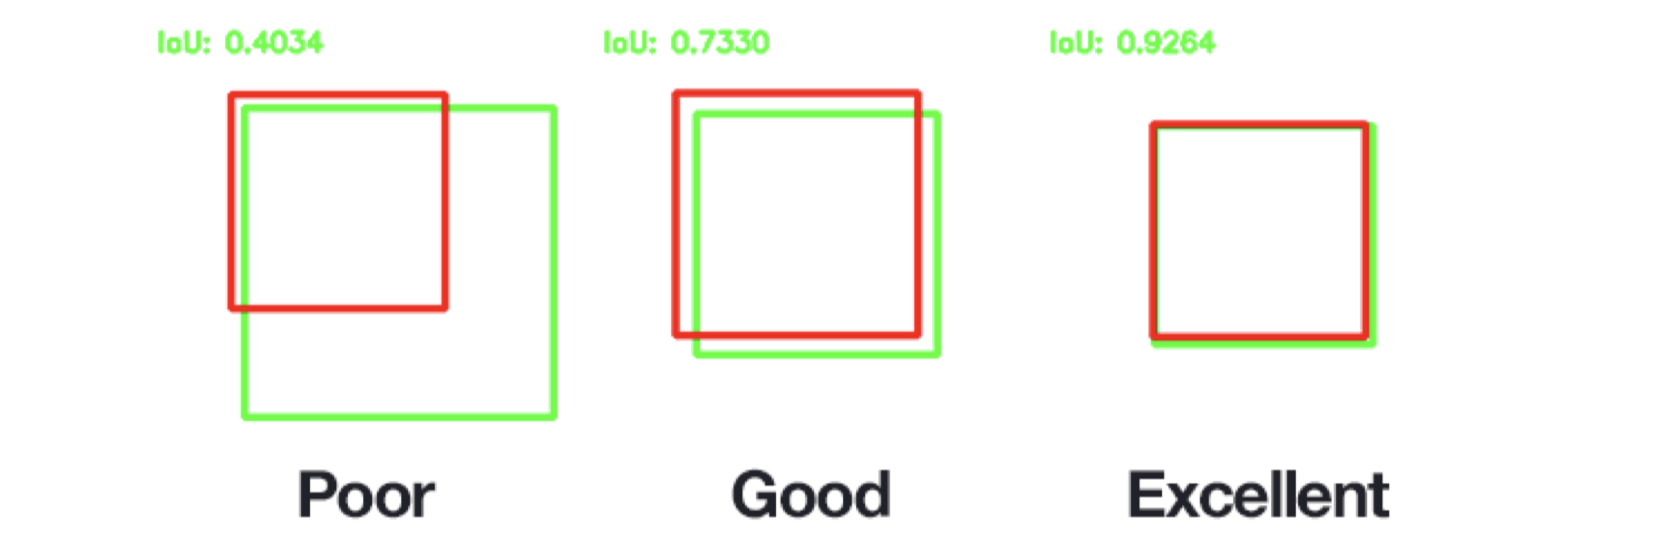 IoU: 0.4034 IoU: 0.7330 IoU: 0.9264
Poor Good Excellent